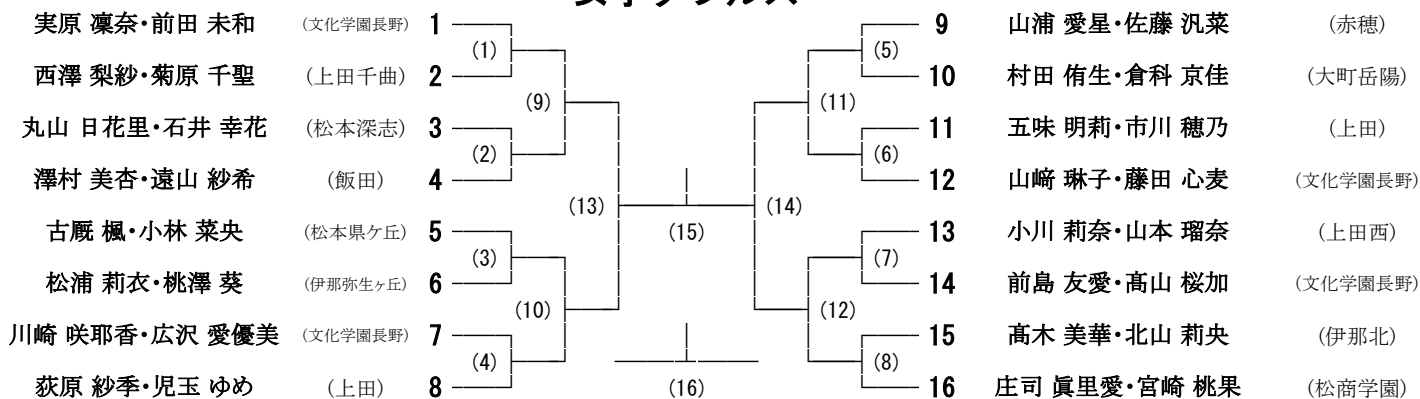 実原 凜奈・前田 未和 (文化学園長野) 1
西澤 梨紗・菊原 千聖 (上田千曲) 2
丸山 日花里・石井 幸花 (松本深志) 3
澤村 美杏・遠山 紗希 (飯田) 4
古厩 楓・小林 菜央 (松本県ケ丘) 5
松浦 莉衣・桃澤 葵 (伊那弥生ヶ丘) 6
川崎 咲耶香・広沢 愛優美 (文化学園長野) 7
荻原 紗季・児玉 ゆめ (上田) 8
(1)
(2)
(3)
(4)
(9)
(10)
(13)
(15)
(16)
(14)
(11)
(12)
(5)
(6)
(7)
(8)
9 山浦 愛星・佐藤 汎菜 (赤穂)
10 村田 侑生・倉科 京佳 (大町岳陽)
11 五味 明莉・市川 穂乃 (上田)
12 山﨑 琳子・藤田 心麦 (文化学園長野)
13 小川 莉奈・山本 瑠奈 (上田西)
14 前島 友愛・髙山 桜加 (文化学園長野)
15 髙木 美華・北山 莉央 (伊那北)
16 庄司 眞里愛・宮崎 桃果 (松商学園)